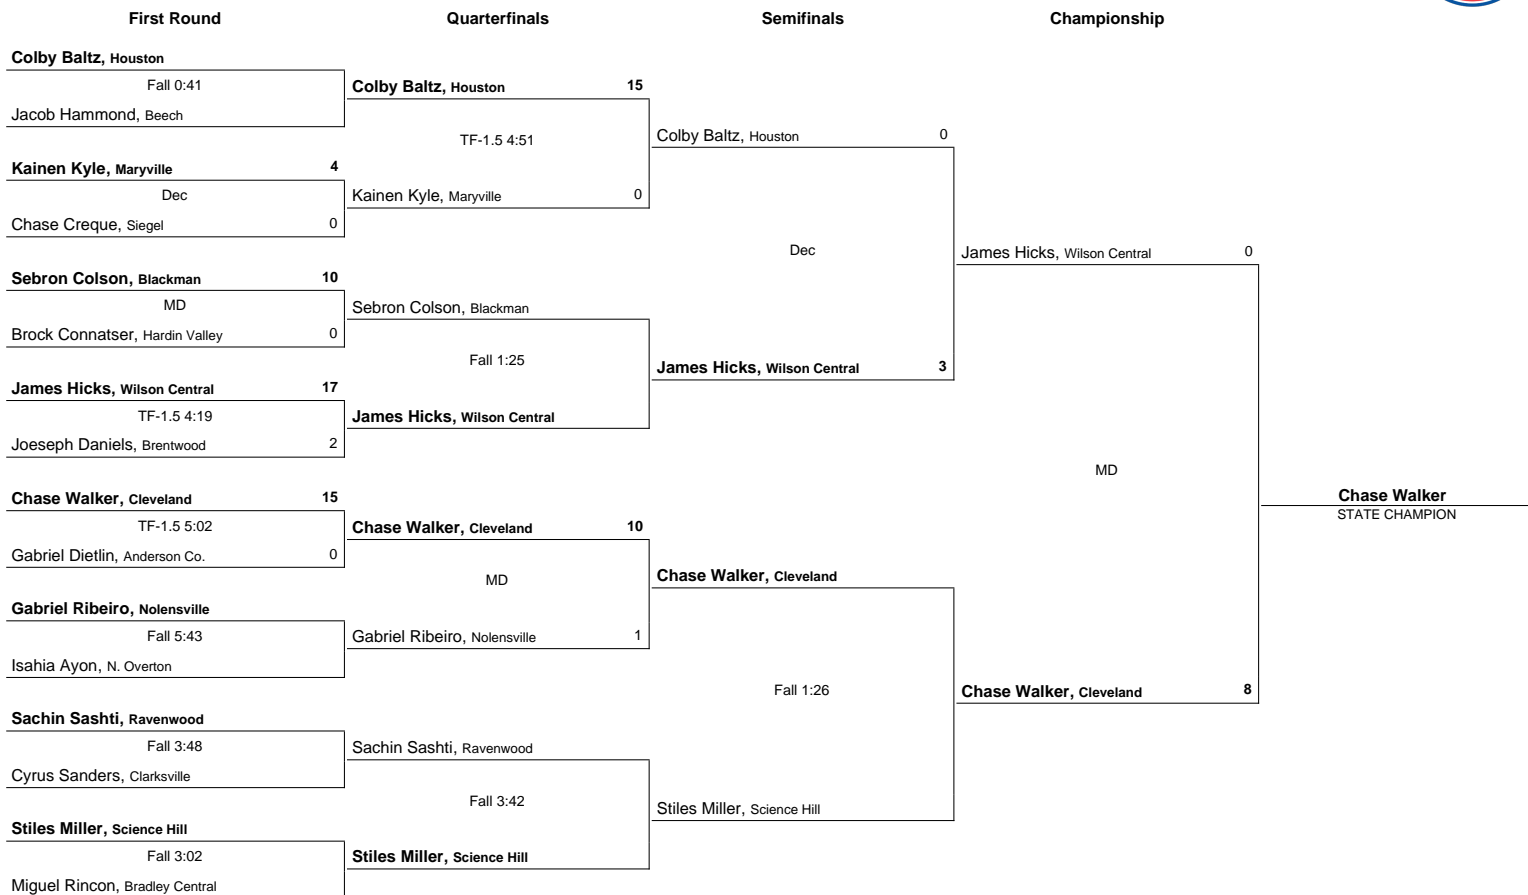 First Round Quarterfinals Semifinals Championship
Colby Baltz, Houston
Fall 0:41
Jacob Hammond, Beech
Kainen Kyle, Maryville 4
Dec
Chase Creque, Siegel 0
Sebron Colson, Blackman 10
MD
Brock Connatser, Hardin Valley 0
James Hicks, Wilson Central 17
TF-1.5 4:19
Joeseph Daniels, Brentwood 2
Chase Walker, Cleveland 15
TF-1.5 5:02
Gabriel Dietlin, Anderson Co. 0
Gabriel Ribeiro, Nolensville
Fall 5:43
Isahia Ayon, N. Overton
Sachin Sashti, Ravenwood
Fall 3:48
Cyrus Sanders, Clarksville
Stiles Miller, Science Hill
Fall 3:02
Miguel Rincon, Bradley Central
Colby Baltz, Houston 15
TF-1.5 4:51
Kainen Kyle, Maryville 0
Sebron Colson, Blackman
Fall 1:25
James Hicks, Wilson Central
Chase Walker, Cleveland 10
MD
Gabriel Ribeiro, Nolensville 1
Sachin Sashti, Ravenwood
Fall 3:42
Stiles Miller, Science Hill
Colby Baltz, Houston 0
Dec
James Hicks, Wilson Central 3
Chase Walker, Cleveland
Fall 1:26
Stiles Miller, Science Hill
James Hicks, Wilson Central 0
MD
Chase Walker, Cleveland 8
Chase Walker
STATE CHAMPION